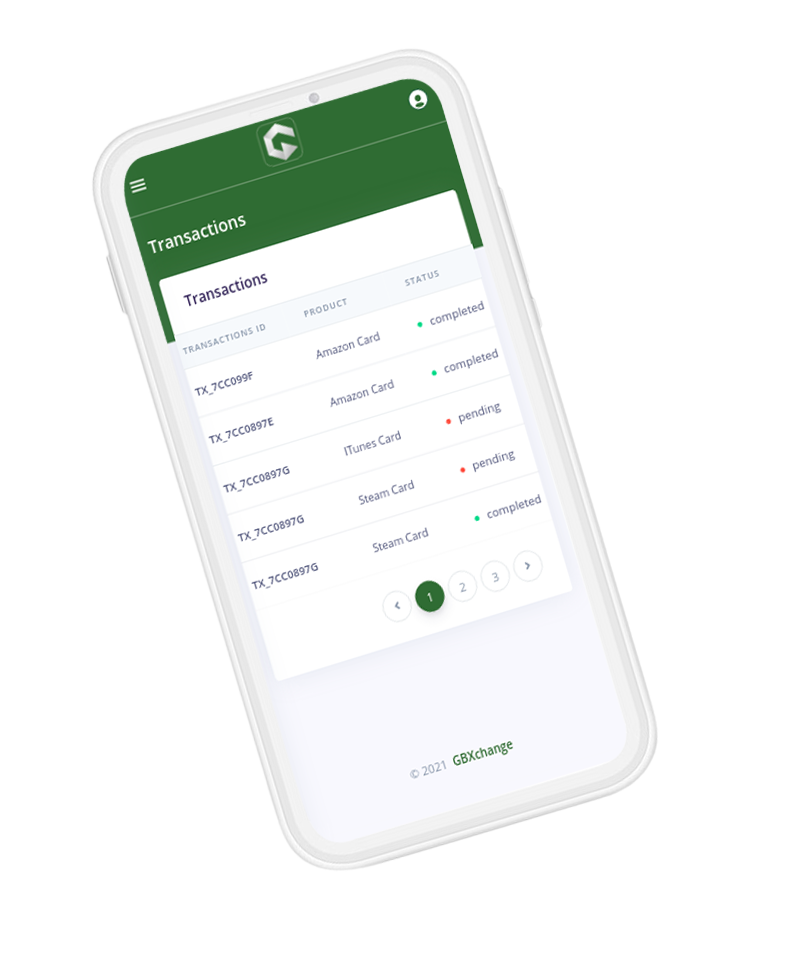 Transactions
Transactions
TRANSACTIONS ID PRODUCT STATUS
TX_7CC099F Amazon Card completed
TX_7CC0897E Amazon Card completed
TX_7CC0897G ITunes Card pending
TX_7CC0897G Steam Card pending
TX_7CC0897G Steam Card completed
1 2 3
© 2021 GBXchange